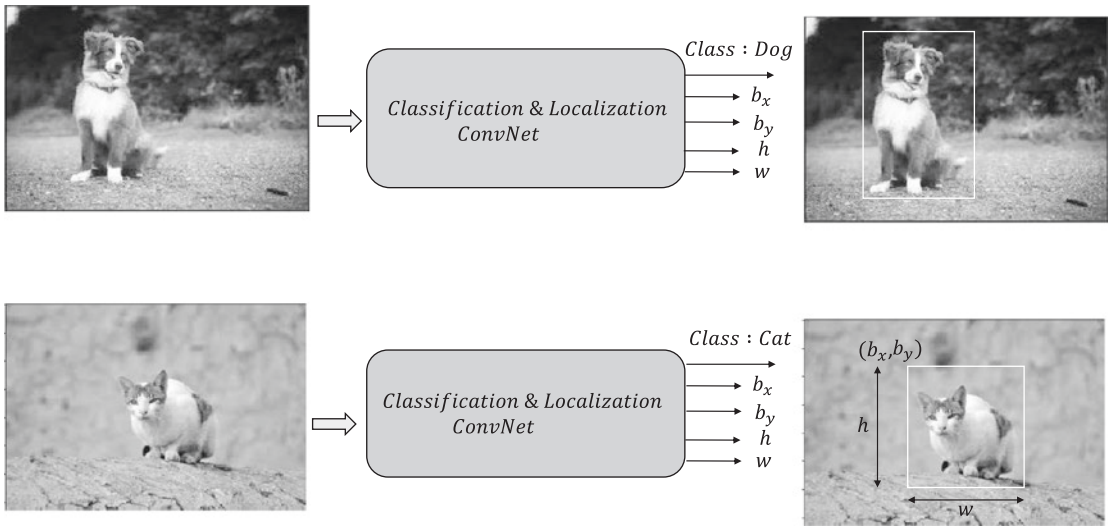 Class : Dog
Classification & Localization
ConvNet
b_x
b_y
h
w
Class : Cat
Classification & Localization
ConvNet
b_x
b_y
h
w
(b_x,b_y)
h
w